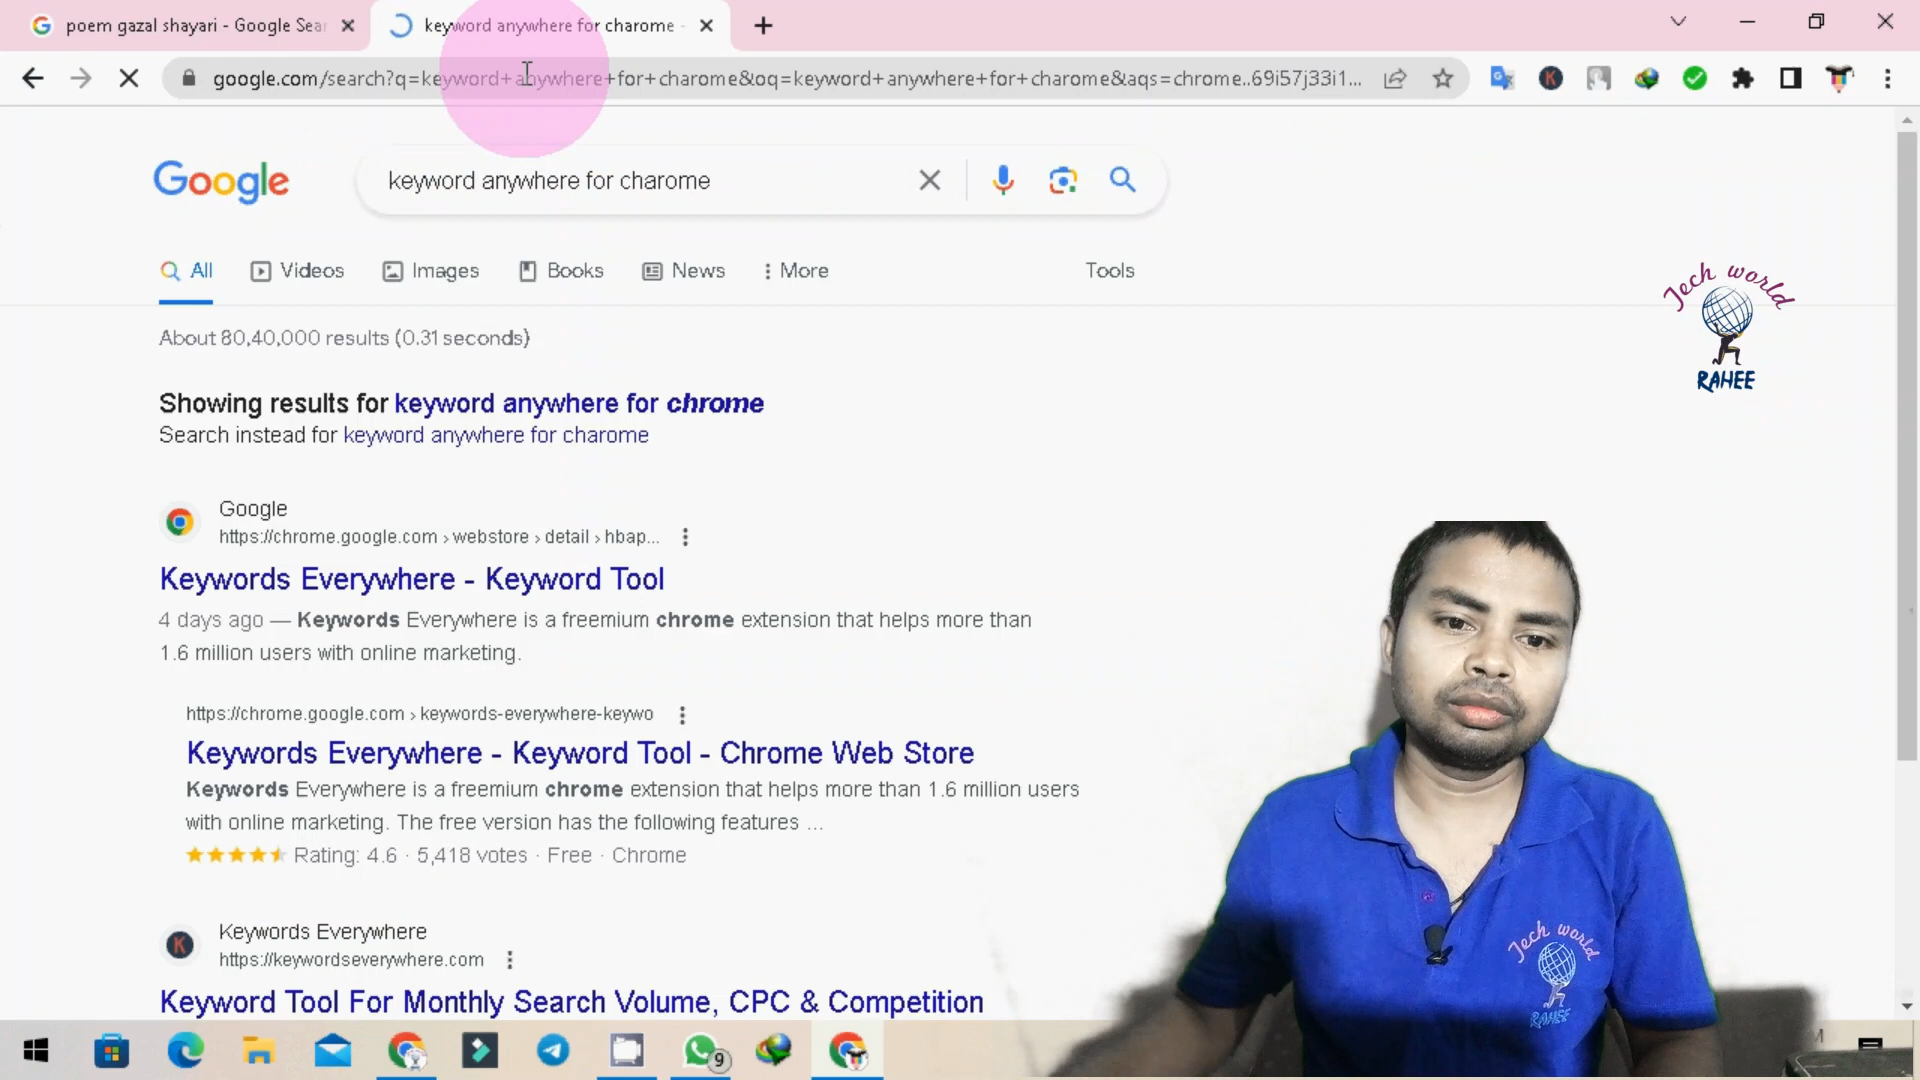 poem gazal shayari - Google Sear
keyword anywhere for charome -
google.com/search?q=keyword+anywhere+for+charome&oq=keyword+anywhere+for+charome&aqs=chrome..69i57j33i1...
Google
keyword anywhere for charome
All
Videos
Images
Books
News
More
Tools
About 80,40,000 results (0.31 seconds)
Showing results for keyword anywhere for chrome
Search instead for keyword anywhere for charome
Google
https://chrome.google.com › webstore › detail › hbap...
Keywords Everywhere - Keyword Tool
4 days ago — Keywords Everywhere is a freemium chrome extension that helps more than
1.6 million users with online marketing.
https://chrome.google.com › keywords-everywhere-keywo
Keywords Everywhere - Keyword Tool - Chrome Web Store
Keywords Everywhere is a freemium chrome extension that helps more than 1.6 million users
with online marketing. The free version has the following features ...
Rating: 4.6 · 5,418 votes · Free · Chrome
K
Keywords Everywhere
https://keywordseverywhere.com
Keyword Tool For Monthly Search Volume, CPC & Competition
Tech world
RAHEE
Tech world
RAHEE
9